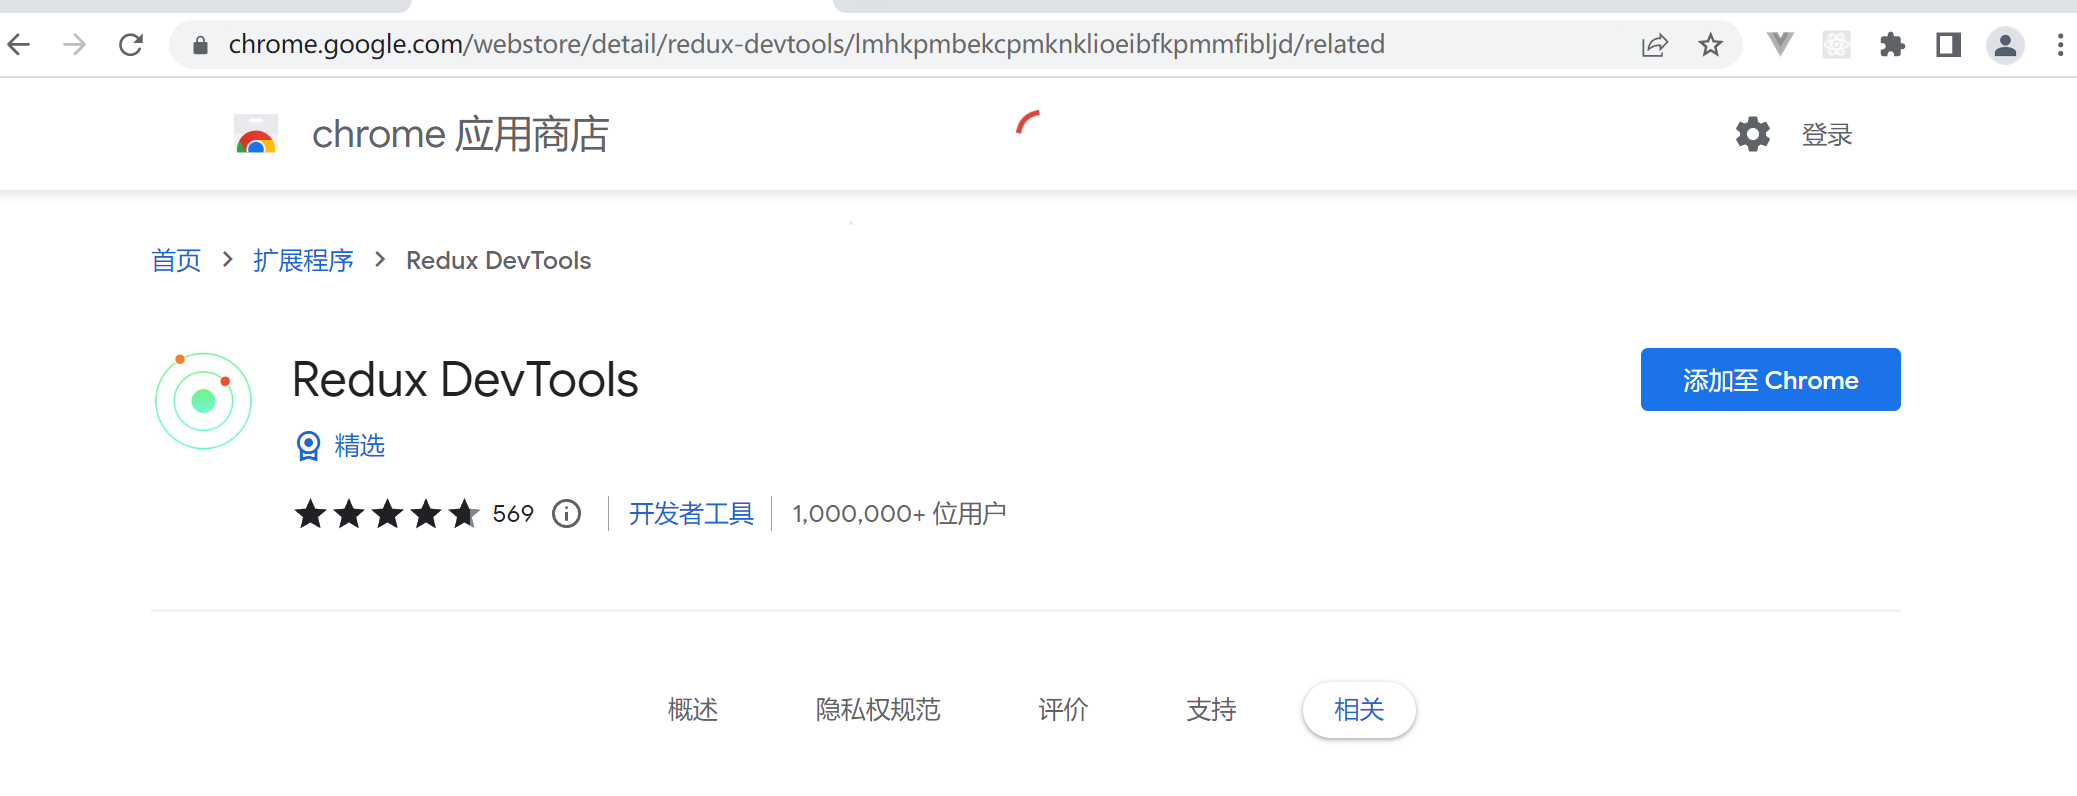 chrome.google.com/webstore/detail/redux-devtools/lmhkpmbekcpmknklioeibfkpmmfibljd/related
chrome 应用商店
登录
首页 > 扩展程序 > Redux DevTools
Redux DevTools
添加至 Chrome
精选
569 开发者工具 1,000,000+ 位用户
概述 隐私权规范 评价 支持 相关